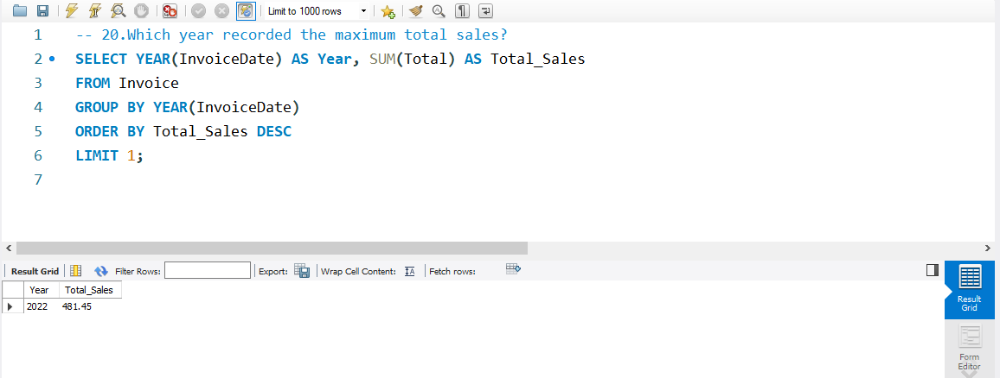 Limit to 1000 rows
1 -- 20.Which year recorded the maximum total sales?
2 SELECT YEAR(InvoiceDate) AS Year, SUM(Total) AS Total_Sales
3 FROM Invoice
4 GROUP BY YEAR(InvoiceDate)
5 ORDER BY Total_Sales DESC
6 LIMIT 1;
7
Result Grid Filter Rows: Export: Wrap Cell Content: IA Fetch rows:
Year Total_Sales
2022 481.45
Result
Grid
Form
Editor